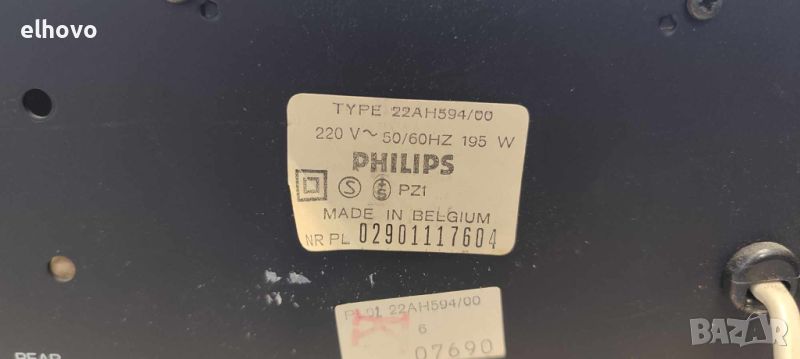 elhovo
TYPE 22AH594/00
220 V~ 50/60HZ 195 W
PHILIPS
S S PZ1
MADE IN BELGIUM
NR PL 02901117604
22AH594/00
6
07690
REAR
BAZAR